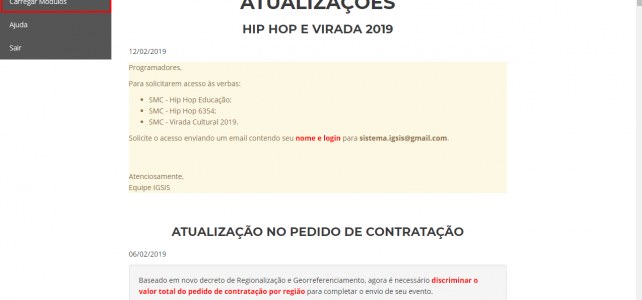 Carregar Módulos
Ajuda
Sair
ATUALIZAÇÕES
HIP HOP E VIRADA 2019
12/02/2019
Programadores,
Para solicitarem acesso às verbas:
SMC - Hip Hop Educação;
SMC - Hip Hop 6354;
SMC - Virada Cultural 2019.
Solicite o acesso enviando um email contendo seu nome e login para sistema.igsis@gmail.com.
Atenciosamente,
Equipe IGSIS
ATUALIZAÇÃO NO PEDIDO DE CONTRATAÇÃO
06/02/2019
Baseado em novo decreto de Regionalização e Georreferenciamento, agora é necessário discriminar o
valor total do pedido de contratação por região para completar o envio de seu evento.